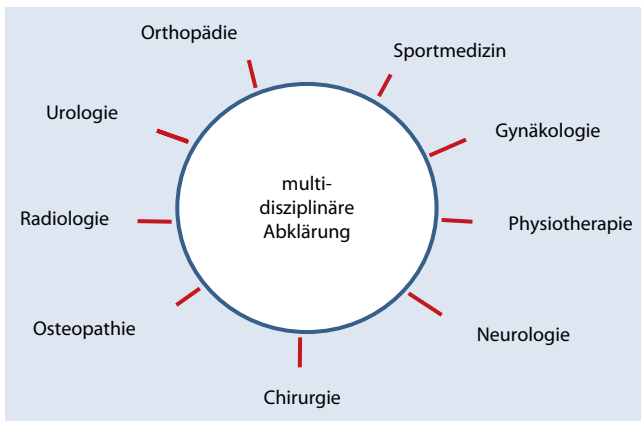 Orthopädie
Sportmedizin
Urologie
Gynäkologie
multi-
disziplinäre
Abklärung
Radiologie
Physiotherapie
Osteopathie
Neurologie
Chirurgie